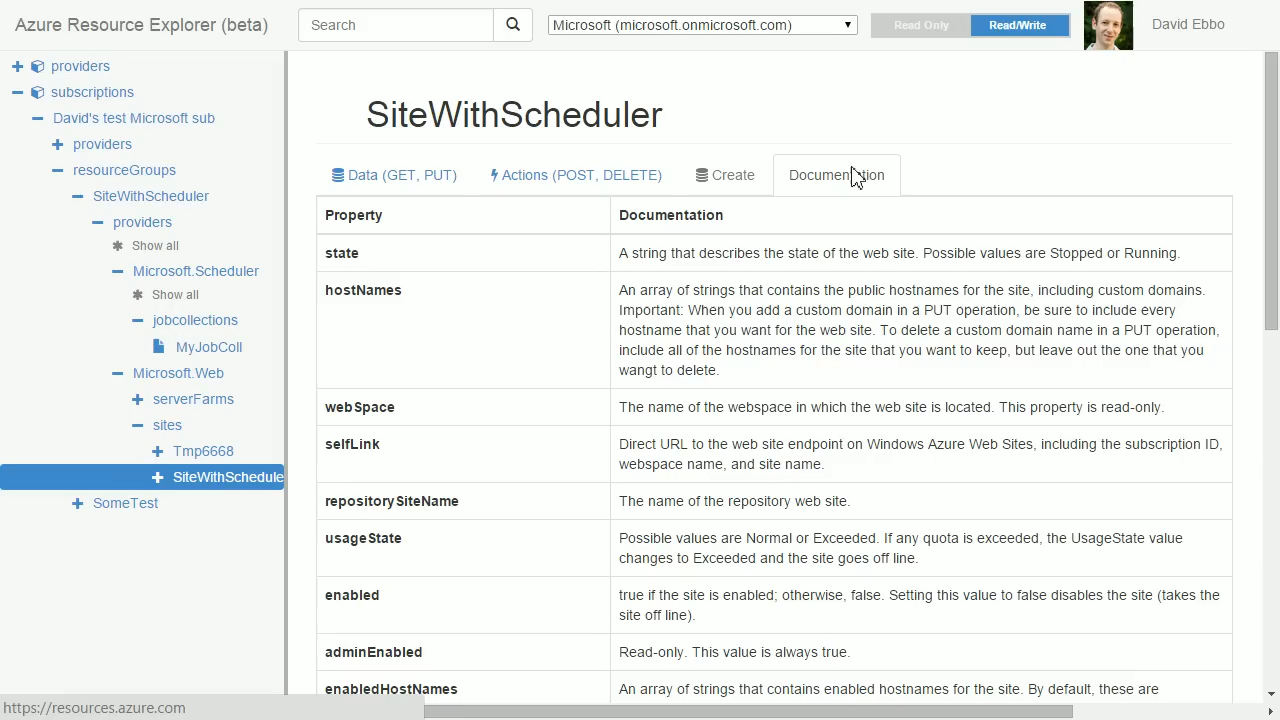 Azure Resource Explorer (beta)
Search
Microsoft (microsoft.onmicrosoft.com)
Read Only
Read/Write
David Ebbo
providers
subscriptions
David's test Microsoft sub
providers
resourceGroups
SiteWithScheduler
providers
Show all
Microsoft.Scheduler
Show all
jobcollections
MyJobColl
Microsoft.Web
serverFarms
sites
Tmp6668
SiteWithSchedule
SomeTest
https://resources.azure.com
SiteWithScheduler
Data (GET, PUT)
Actions (POST, DELETE)
Create
Documentation
Property
Documentation
state
A string that describes the state of the web site. Possible values are Stopped or Running.
hostNames
An array of strings that contains the public hostnames for the site, including custom domains.
Important: When you add a custom domain in a PUT operation, be sure to include every
hostname that you want for the web site. To delete a custom domain name in a PUT operation,
include all of the hostnames for the site that you want to keep, but leave out the one that you
wangt to delete.
webSpace
The name of the webspace in which the web site is located. This property is read-only.
selfLink
Direct URL to the web site endpoint on Windows Azure Web Sites, including the subscription ID,
webspace name, and site name.
repositorySiteName
The name of the repository web site.
usageState
Possible values are Normal or Exceeded. If any quota is exceeded, the UsageState value
changes to Exceeded and the site goes off line.
enabled
true if the site is enabled; otherwise, false. Setting this value to false disables the site (takes the
site off line).
adminEnabled
Read-only. This value is always true.
enabledHostNames
An array of strings that contains enabled hostnames for the site. By default, these are